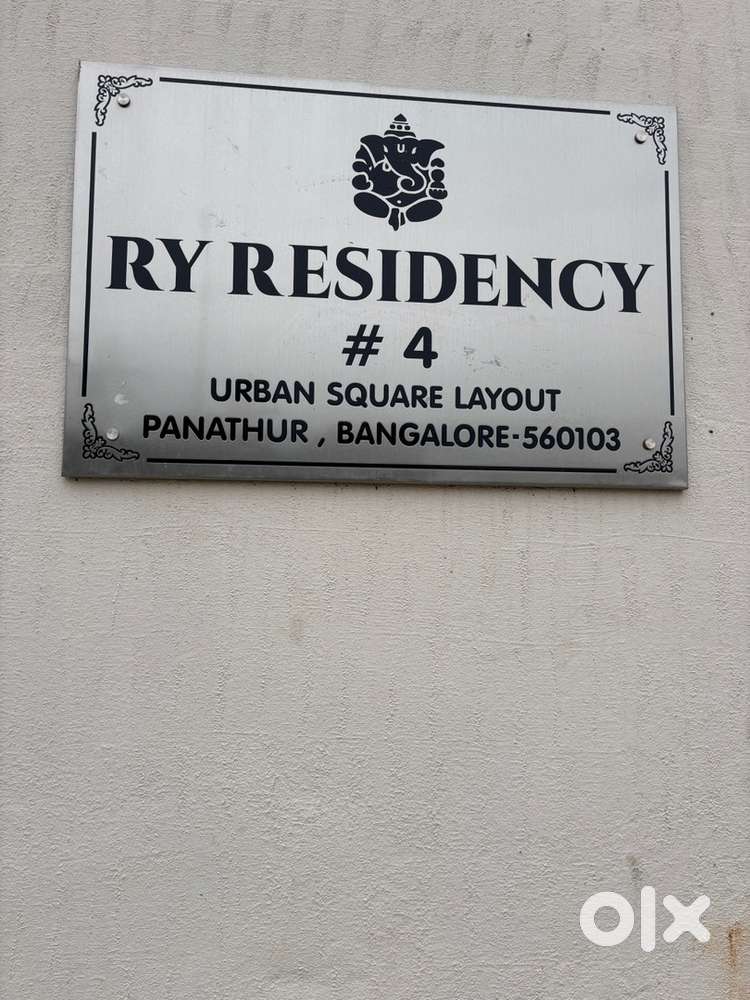 RY RESIDENCY
# 4
URBAN SQUARE LAYOUT
PANATHUR , BANGALORE-560103
olx